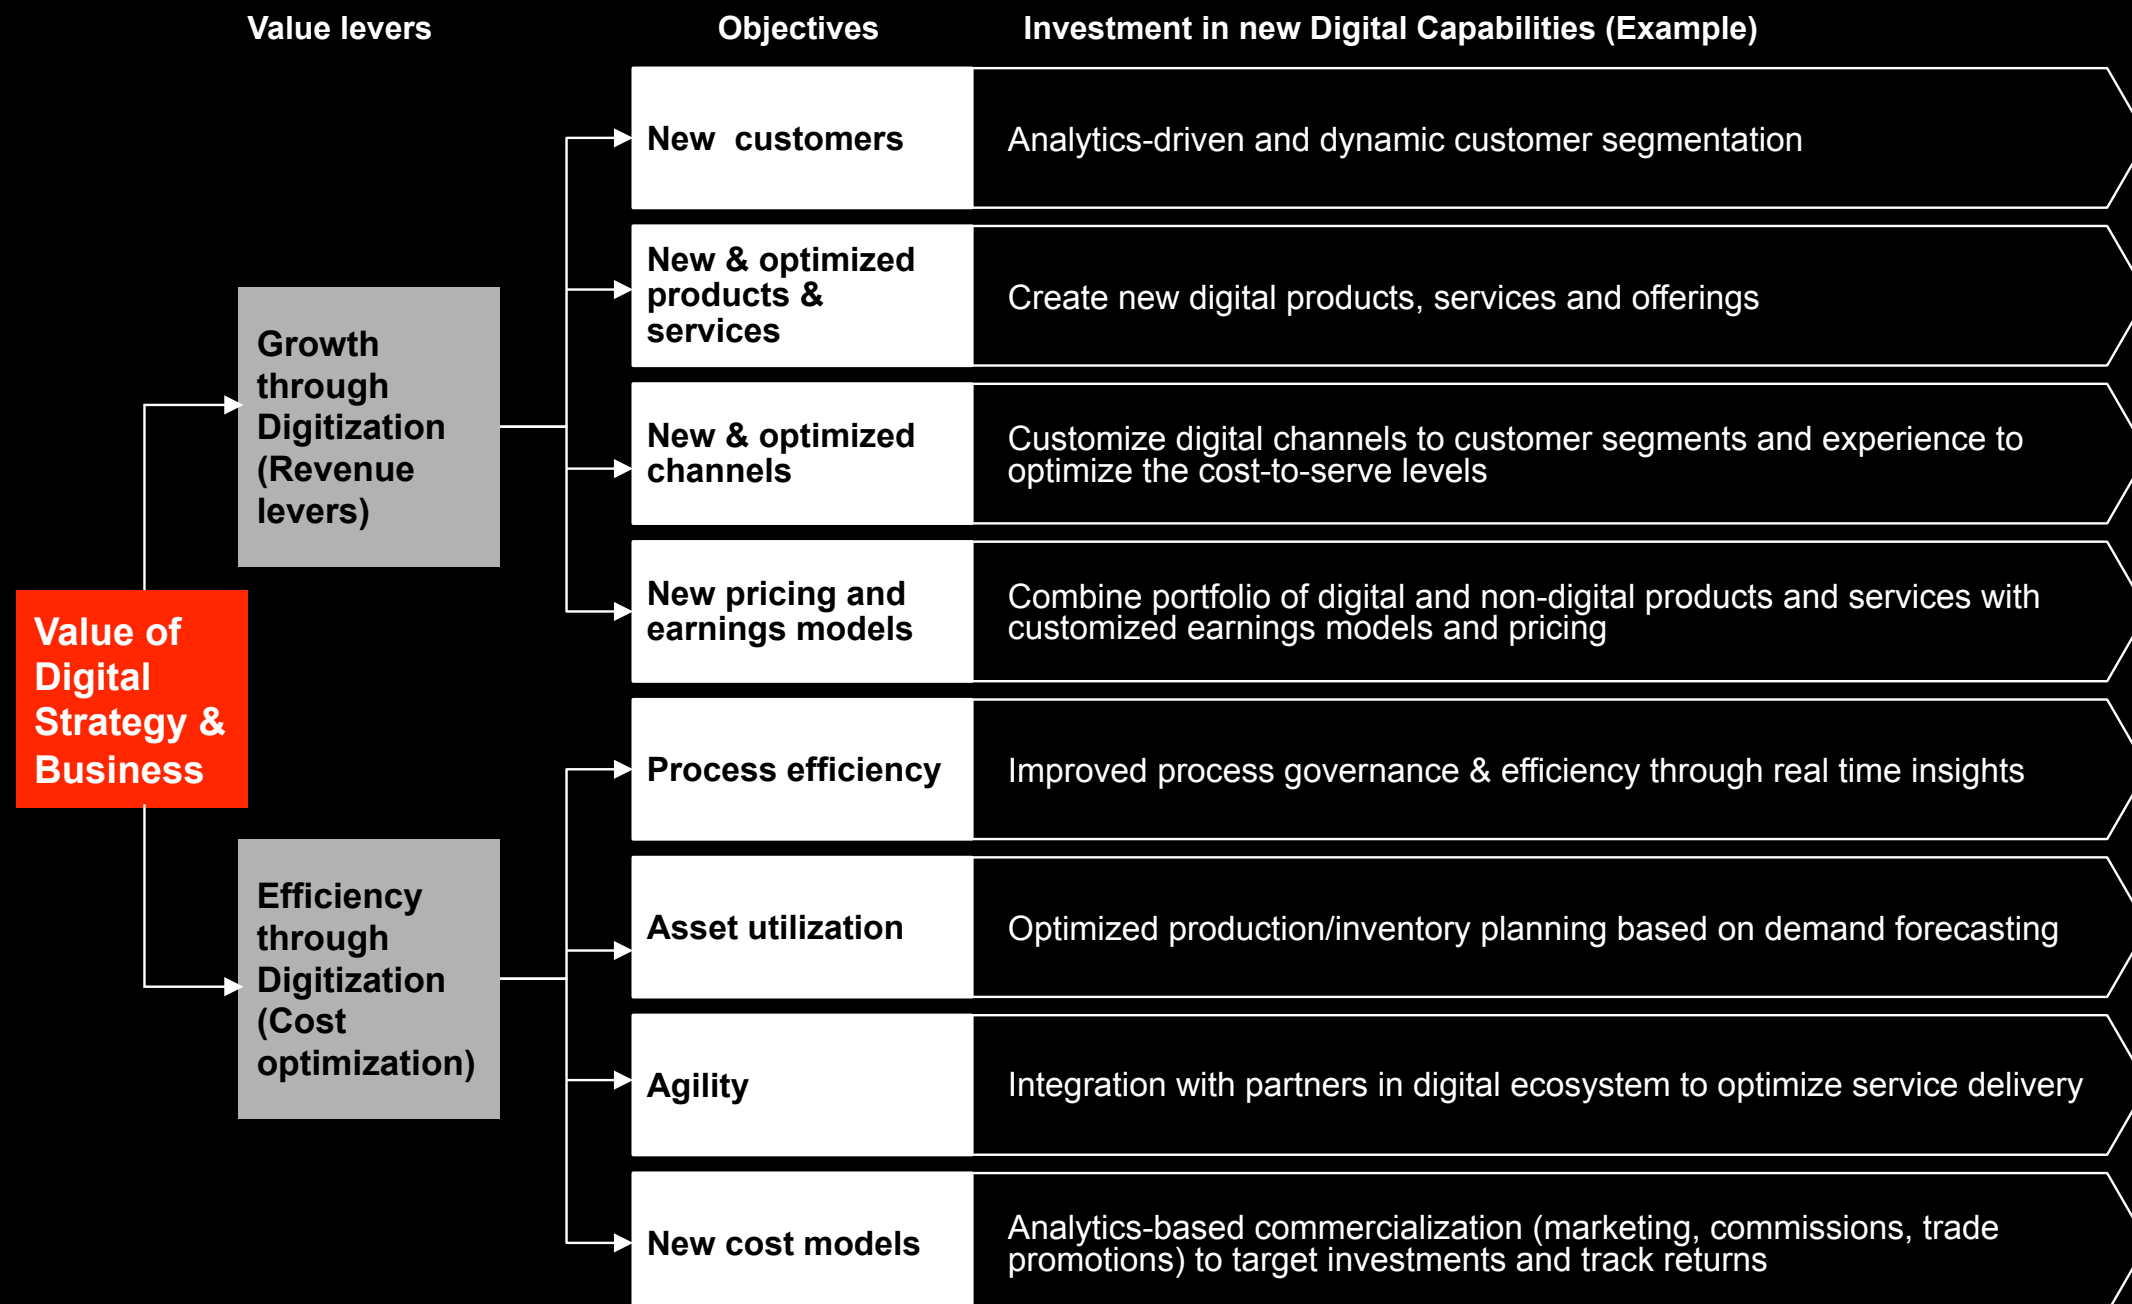 Value levers
Objectives
Investment in new Digital Capabilities (Example)
Value of
Digital
Strategy &
Business
Growth
through
Digitization
(Revenue
levers)
New  customers
Analytics-driven and dynamic customer segmentation
New & optimized
products &
services
Create new digital products, services and offerings
New & optimized
channels
Customize digital channels to customer segments and experience to
optimize the cost-to-serve levels
New pricing and
earnings models
Combine portfolio of digital and non-digital products and services with
customized earnings models and pricing
Efficiency
through
Digitization
(Cost
optimization)
Process efficiency
Improved process governance & efficiency through real time insights
Asset utilization
Optimized production/inventory planning based on demand forecasting
Agility
Integration with partners in digital ecosystem to optimize service delivery
New cost models
Analytics-based commercialization (marketing, commissions, trade
promotions) to target investments and track returns